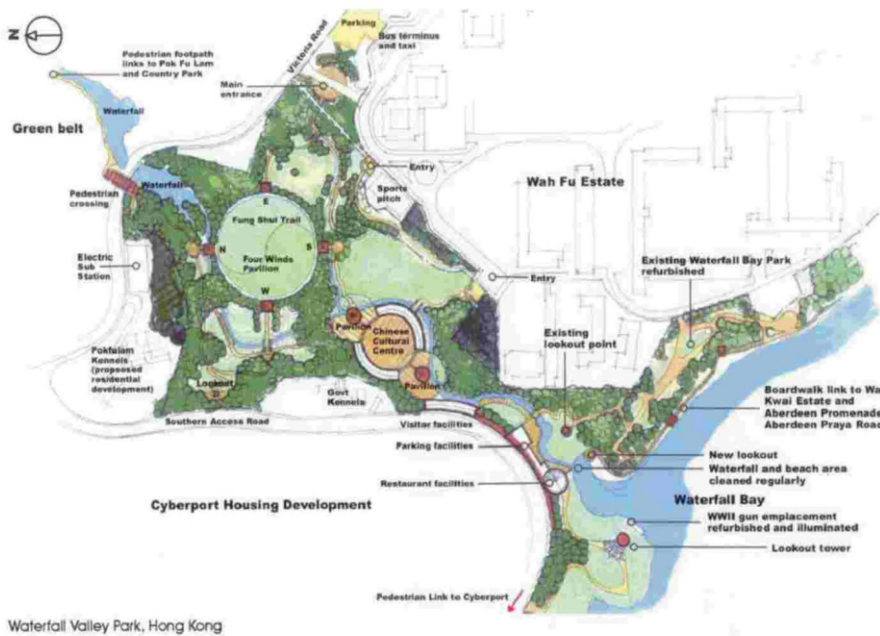 N
Pedestrian footpath
links to Pok Fu Lam
and Country Park
Victoria Road
Parking
Bus terminus
and taxi
Main
entrance
Waterfall
Green belt
Pedestrian
crossing
Waterfall
Entry
Sports
pitch
Wah Fu Estate
E
Fung Shui Trail
N
S
Four Winds
Pavilion
W
Electric
Sub
Station
Entry
Existing Waterfall Bay Park
refurbished
Pavilion
Chinese
Cultural
Centre
Pavilion
Existing
lookout point
Pokfulam
Kennels
(propsosed
residential
development)
Lookout
Govt
Kennels
Boardwalk link to Wa
Kwai Estate and
Aberdeen Promenade
Aberdeen Praya Road
Southern Access Road
Visitor facilities
Parking facilities
Restaurant facilities
New lookout
Waterfall and beach area
cleaned regularly
Cyberport Housing Development
Waterfall Bay
WWII gun emplacement
refurbished and illuminated
Lookout tower
Pedestrian Link to Cyberport
Waterfall Valley Park, Hong Kong